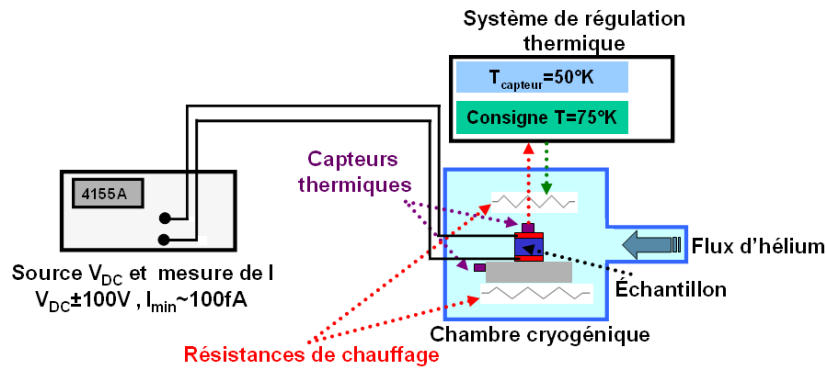 Système de régulation
thermique
Tcapteur=50°K
Consigne T=75°K
Capteurs
thermiques
4155A
Flux d'hélium
Source VDC et mesure de I
VDC±100V , Imin~100fA
Échantillon
Chambre cryogénique
Résistances de chauffage